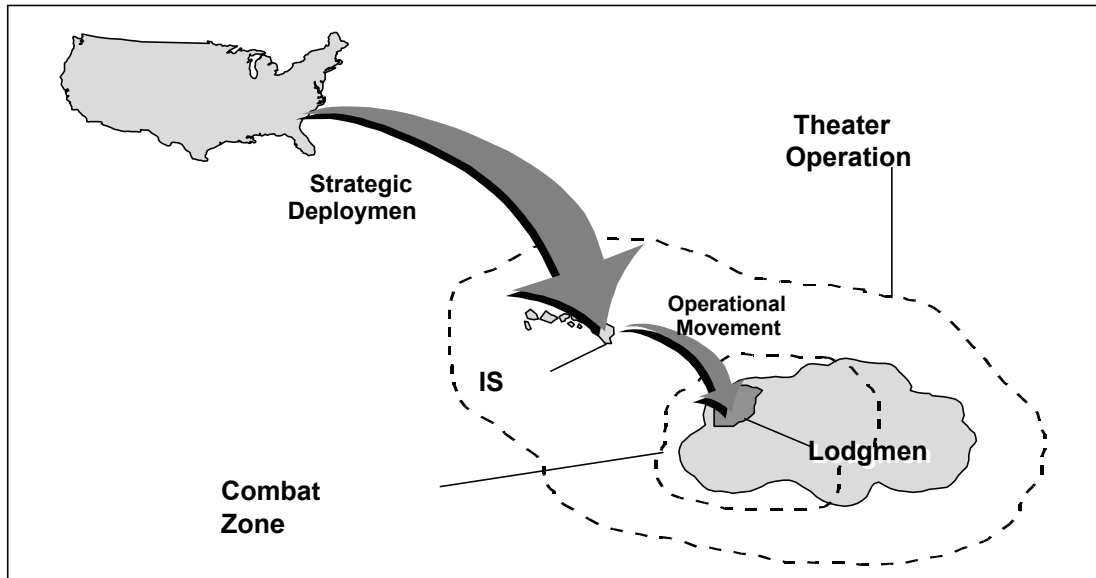 Theater
Operation
Strategic
Deploymen
Operational
Movement
IS
Lodgmen
Combat
Zone